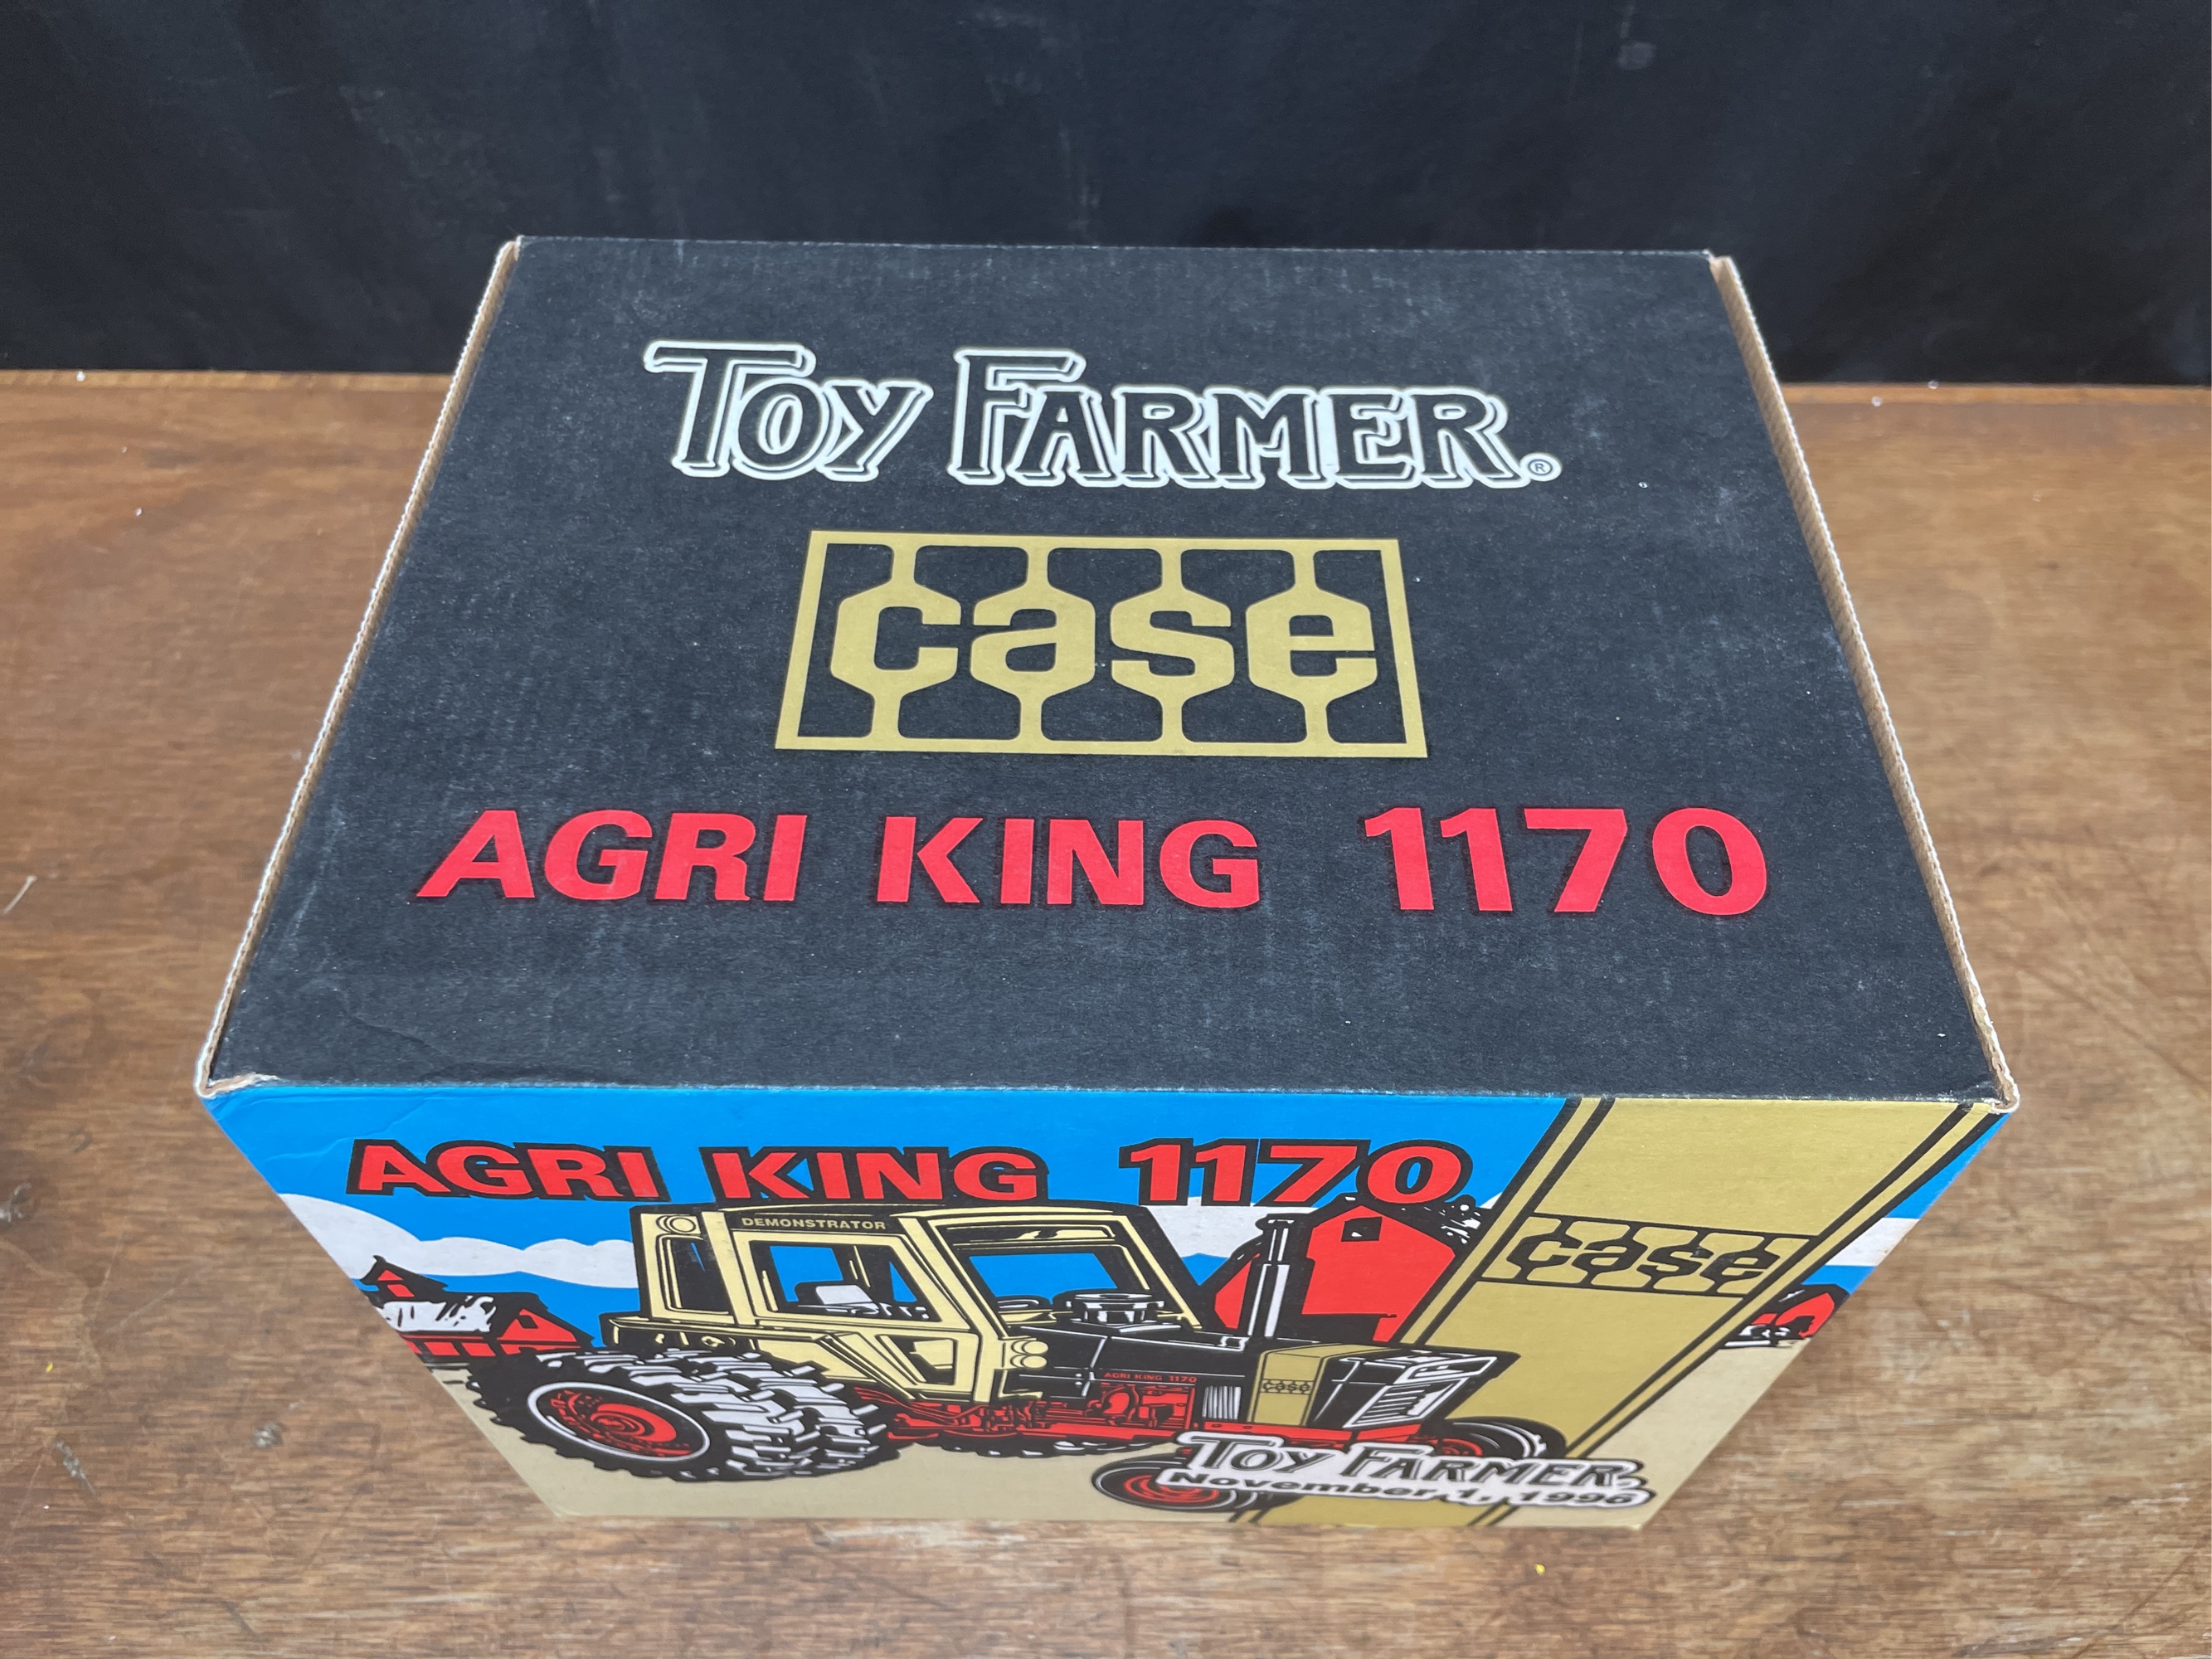 TOY FARMER®
case
AGRI KING 1170
AGRI KING 1170
DEMONSTRATOR
case
AGRI KING 1170
case
TOY FARMER
November 1, 1996